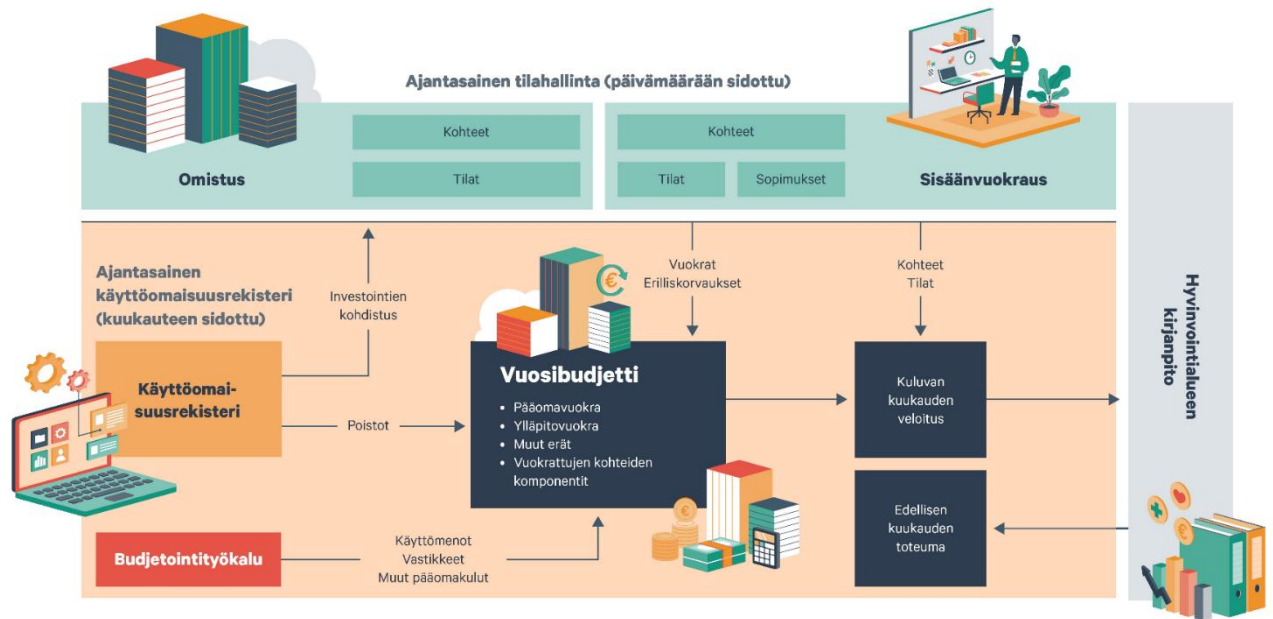 Ajantasainen tilahallinta (päivämäärään sidottu)
Omistus
Kohteet
Tilat
Kohteet
Tilat
Sopimukset
Sisäänvuokraus
Ajantasainen
käyttöomaisuusrekisteri
(kuukauteen sidottu)
Investointien
kohdistus
Vuokrat
Erilliskorvaukset
Kohteet
Tilat
Käyttöomai-
suusrekisteri
Poistot
Vuosibudjetti
• Pääomavuokra
• Ylläpitovuokra
• Muut erät
• Vuokrattujen kohteiden
komponentit
Kuluvan
kuukauden
veloitus
Edellisen
kuukauden
toteuma
Budjetointityökalu
Käyttömenot
Vastikkeet
Muut pääomakulut
Hyvinvointialueen
kirjanpito